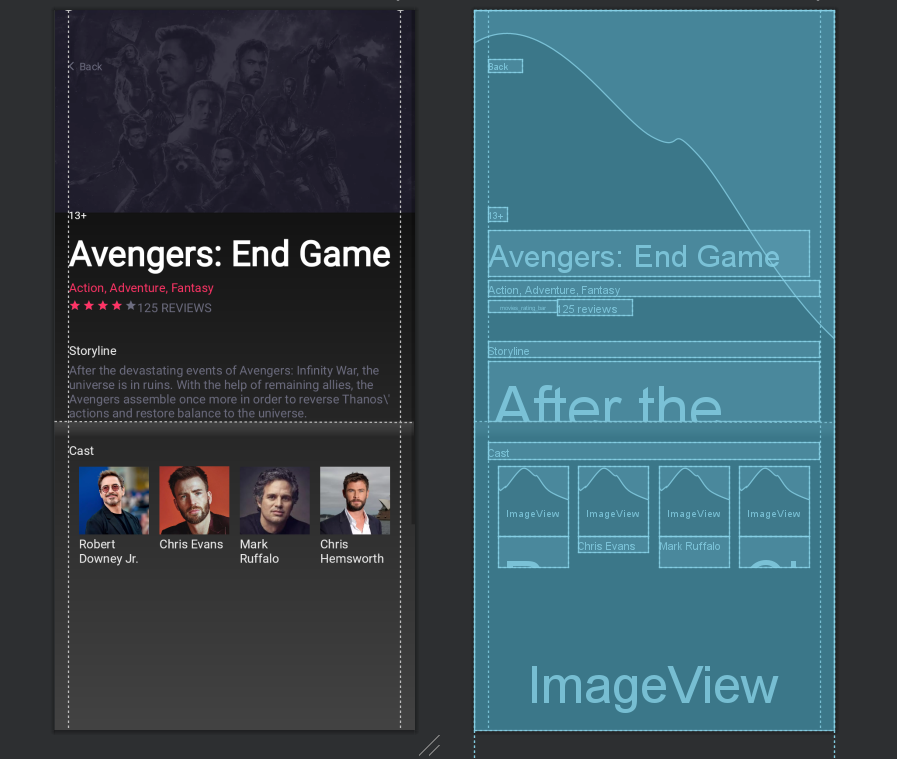 Back
13+
Avengers: End Game
Action, Adventure, Fantasy
125 REVIEWS
Storyline
After the devastating events of Avengers: Infinity War, the
universe is in ruins. With the help of remaining allies, the
Avengers assemble once more in order to reverse Thanos\'
actions and restore balance to the universe.
Cast
Robert
Downey Jr.
Chris Evans
Mark
Ruffalo
Chris
Hemsworth
Back
13+
Avengers: End Game
Action, Adventure, Fantasy
movies_rating_bar
125 reviews
Storyline
After the
Cast
ImageView
ImageView
ImageView
ImageView
Chris Evans
Mark Ruffalo
ImageView